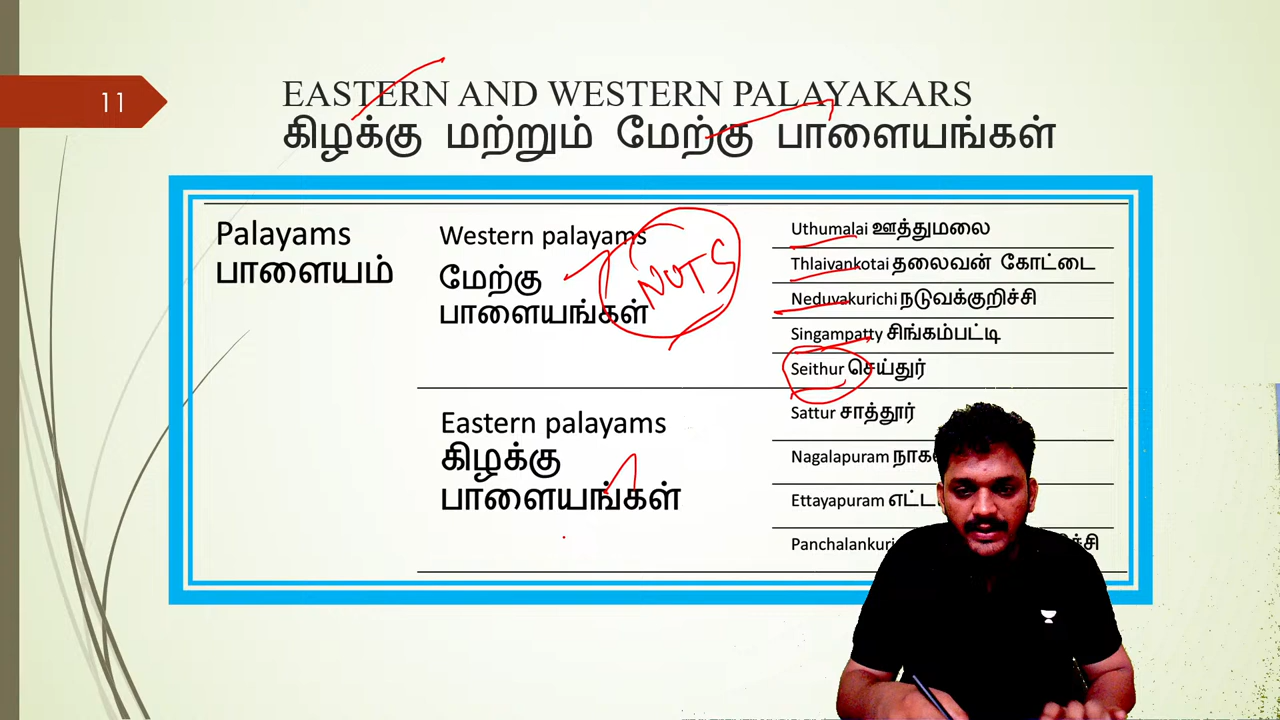 11
EASTERN AND WESTERN PALAYAKARS
கிழக்கு மற்றும் மேற்கு பாளையங்கள்
Palayams
பாளையம்
Western palayams
மேற்கு
பாளையங்கள்
NOTS
Uthumalai ஊத்துமலை
Thlaivankotai தலைவன் கோட்டை
Neduvakurichi நடுவக்குறிச்சி
Singampatty சிங்கம்பட்டி
Seithur செய்துர்
Eastern palayams
கிழக்கு
பாளையங்கள்
Sattur சாத்தூர்
Nagalapuram
Ettayapuram